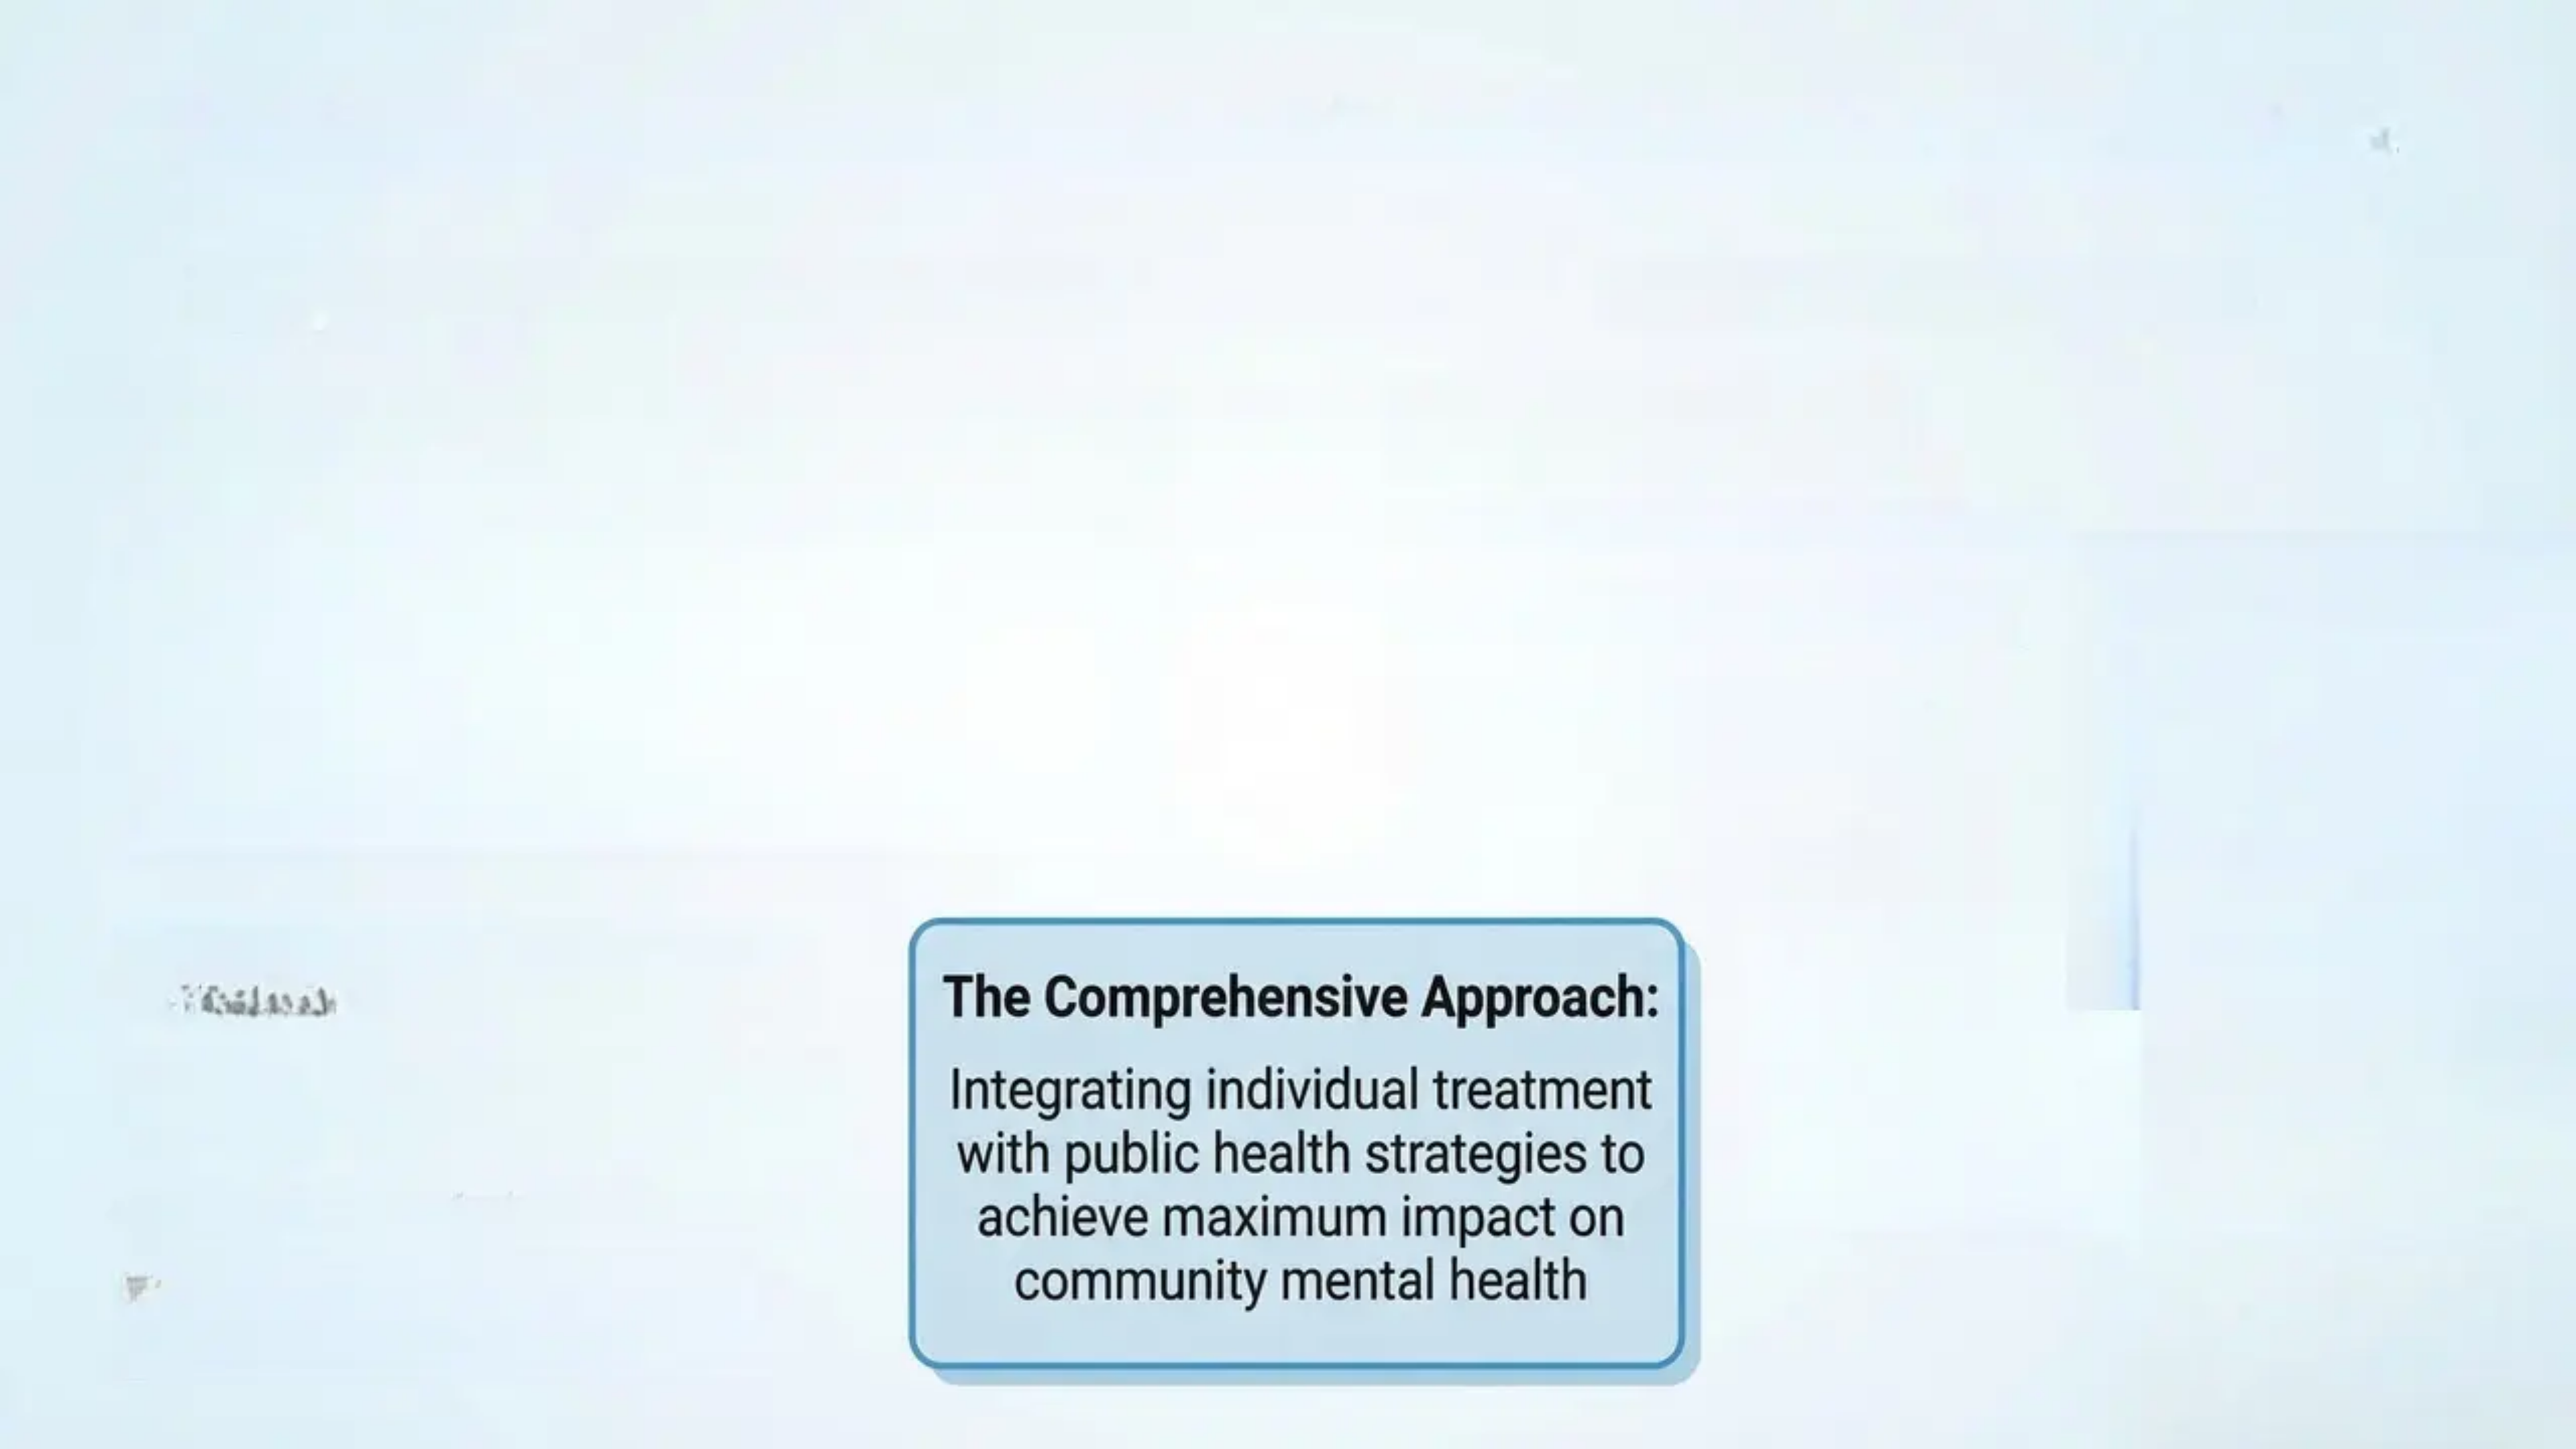 The Comprehensive Approach:
Integrating individual treatment
with public health strategies to
achieve maximum impact on
community mental health